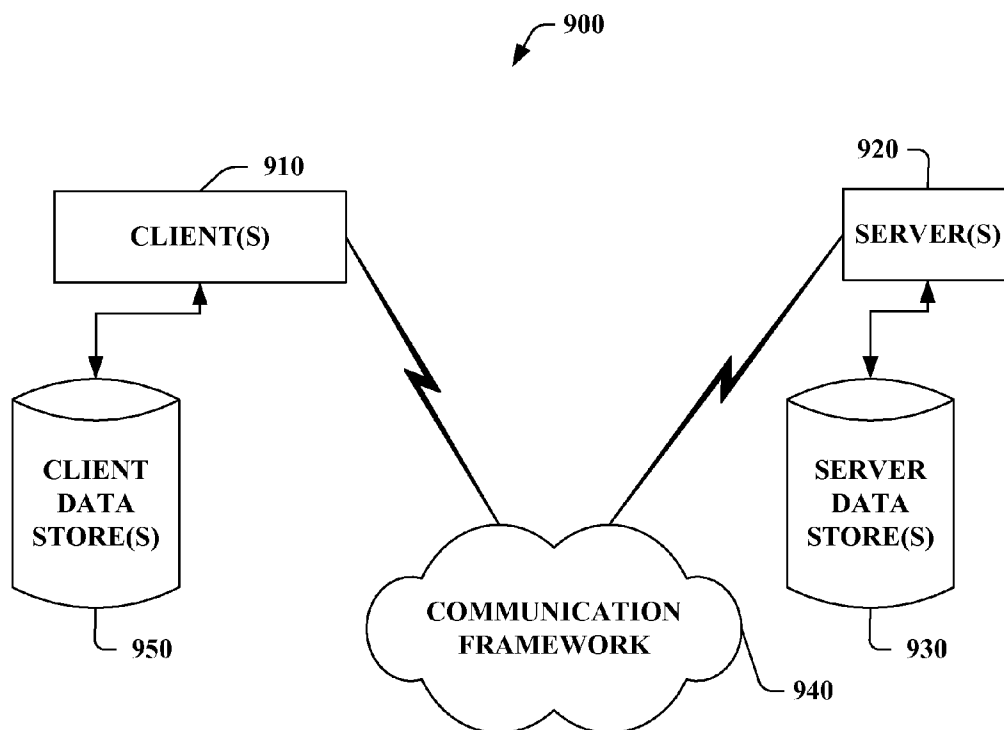 900
910
920
CLIENT(S)
SERVER(S)
CLIENT
DATA
STORE(S)
SERVER
DATA
STORE(S)
COMMUNICATION
FRAMEWORK
950
930
940